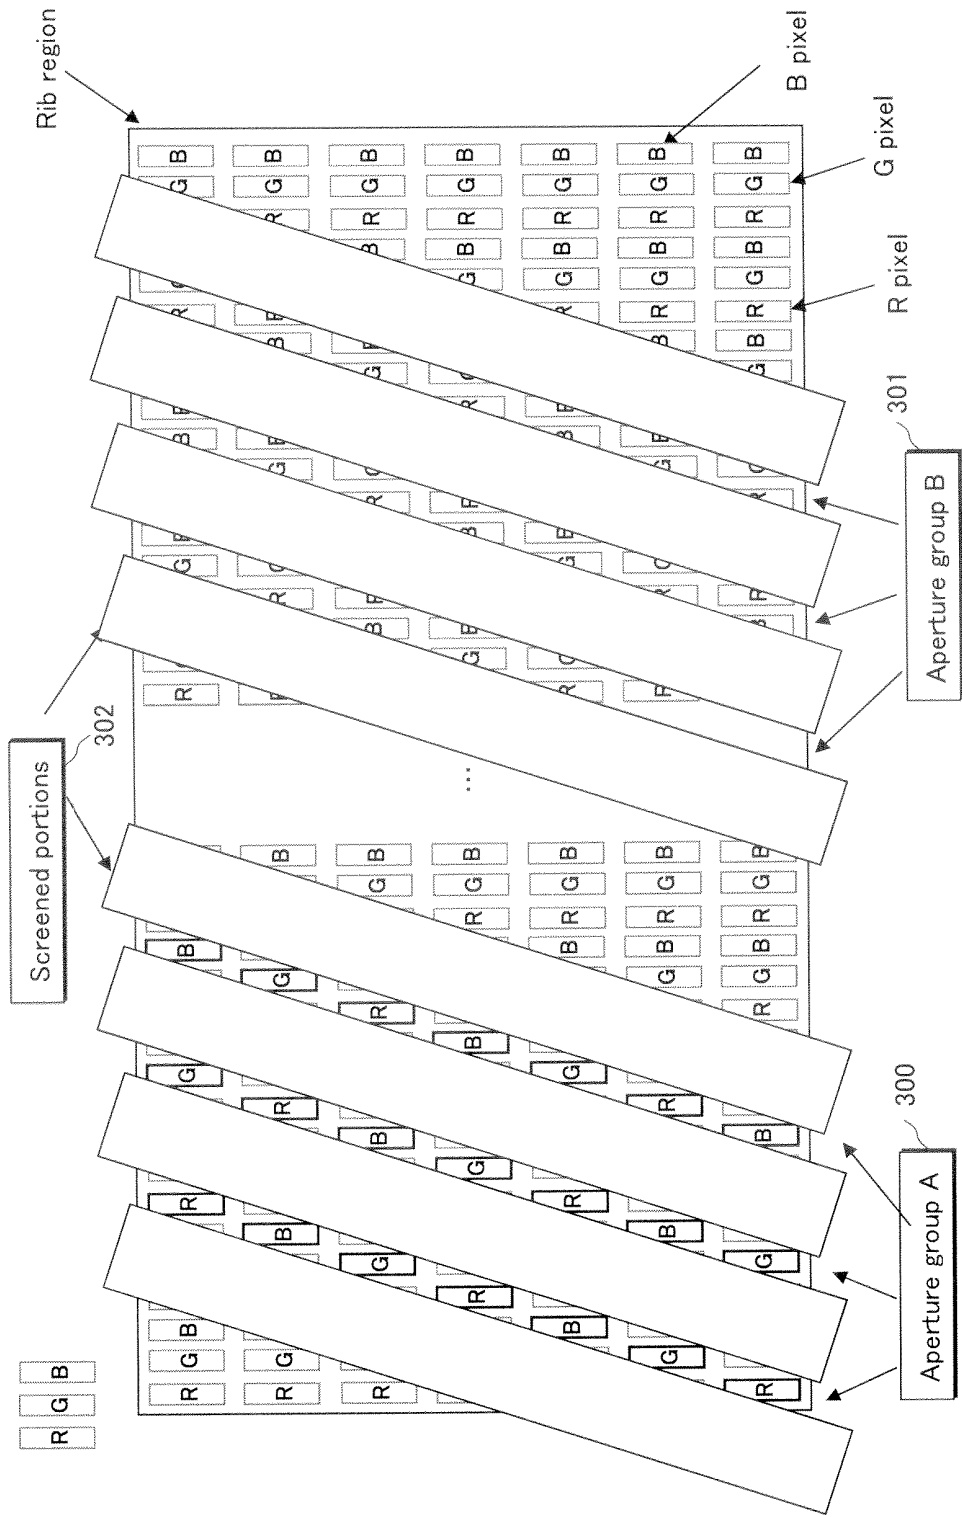 R G B
Screened portions
302
Rib region
R G B R G B R G B B R G B
R G B R G B R G B R G B
R G B R G B B R G B R G B
R G B R G B G B R G B R G B
B R G B R G B R G B R G B R G B
G B R G B R G B R G B R G B R G B
R G B R G B R G B B R G B R G B R G B
...
B pixel
G pixel
R pixel
300
301
Aperture group A
Aperture group B